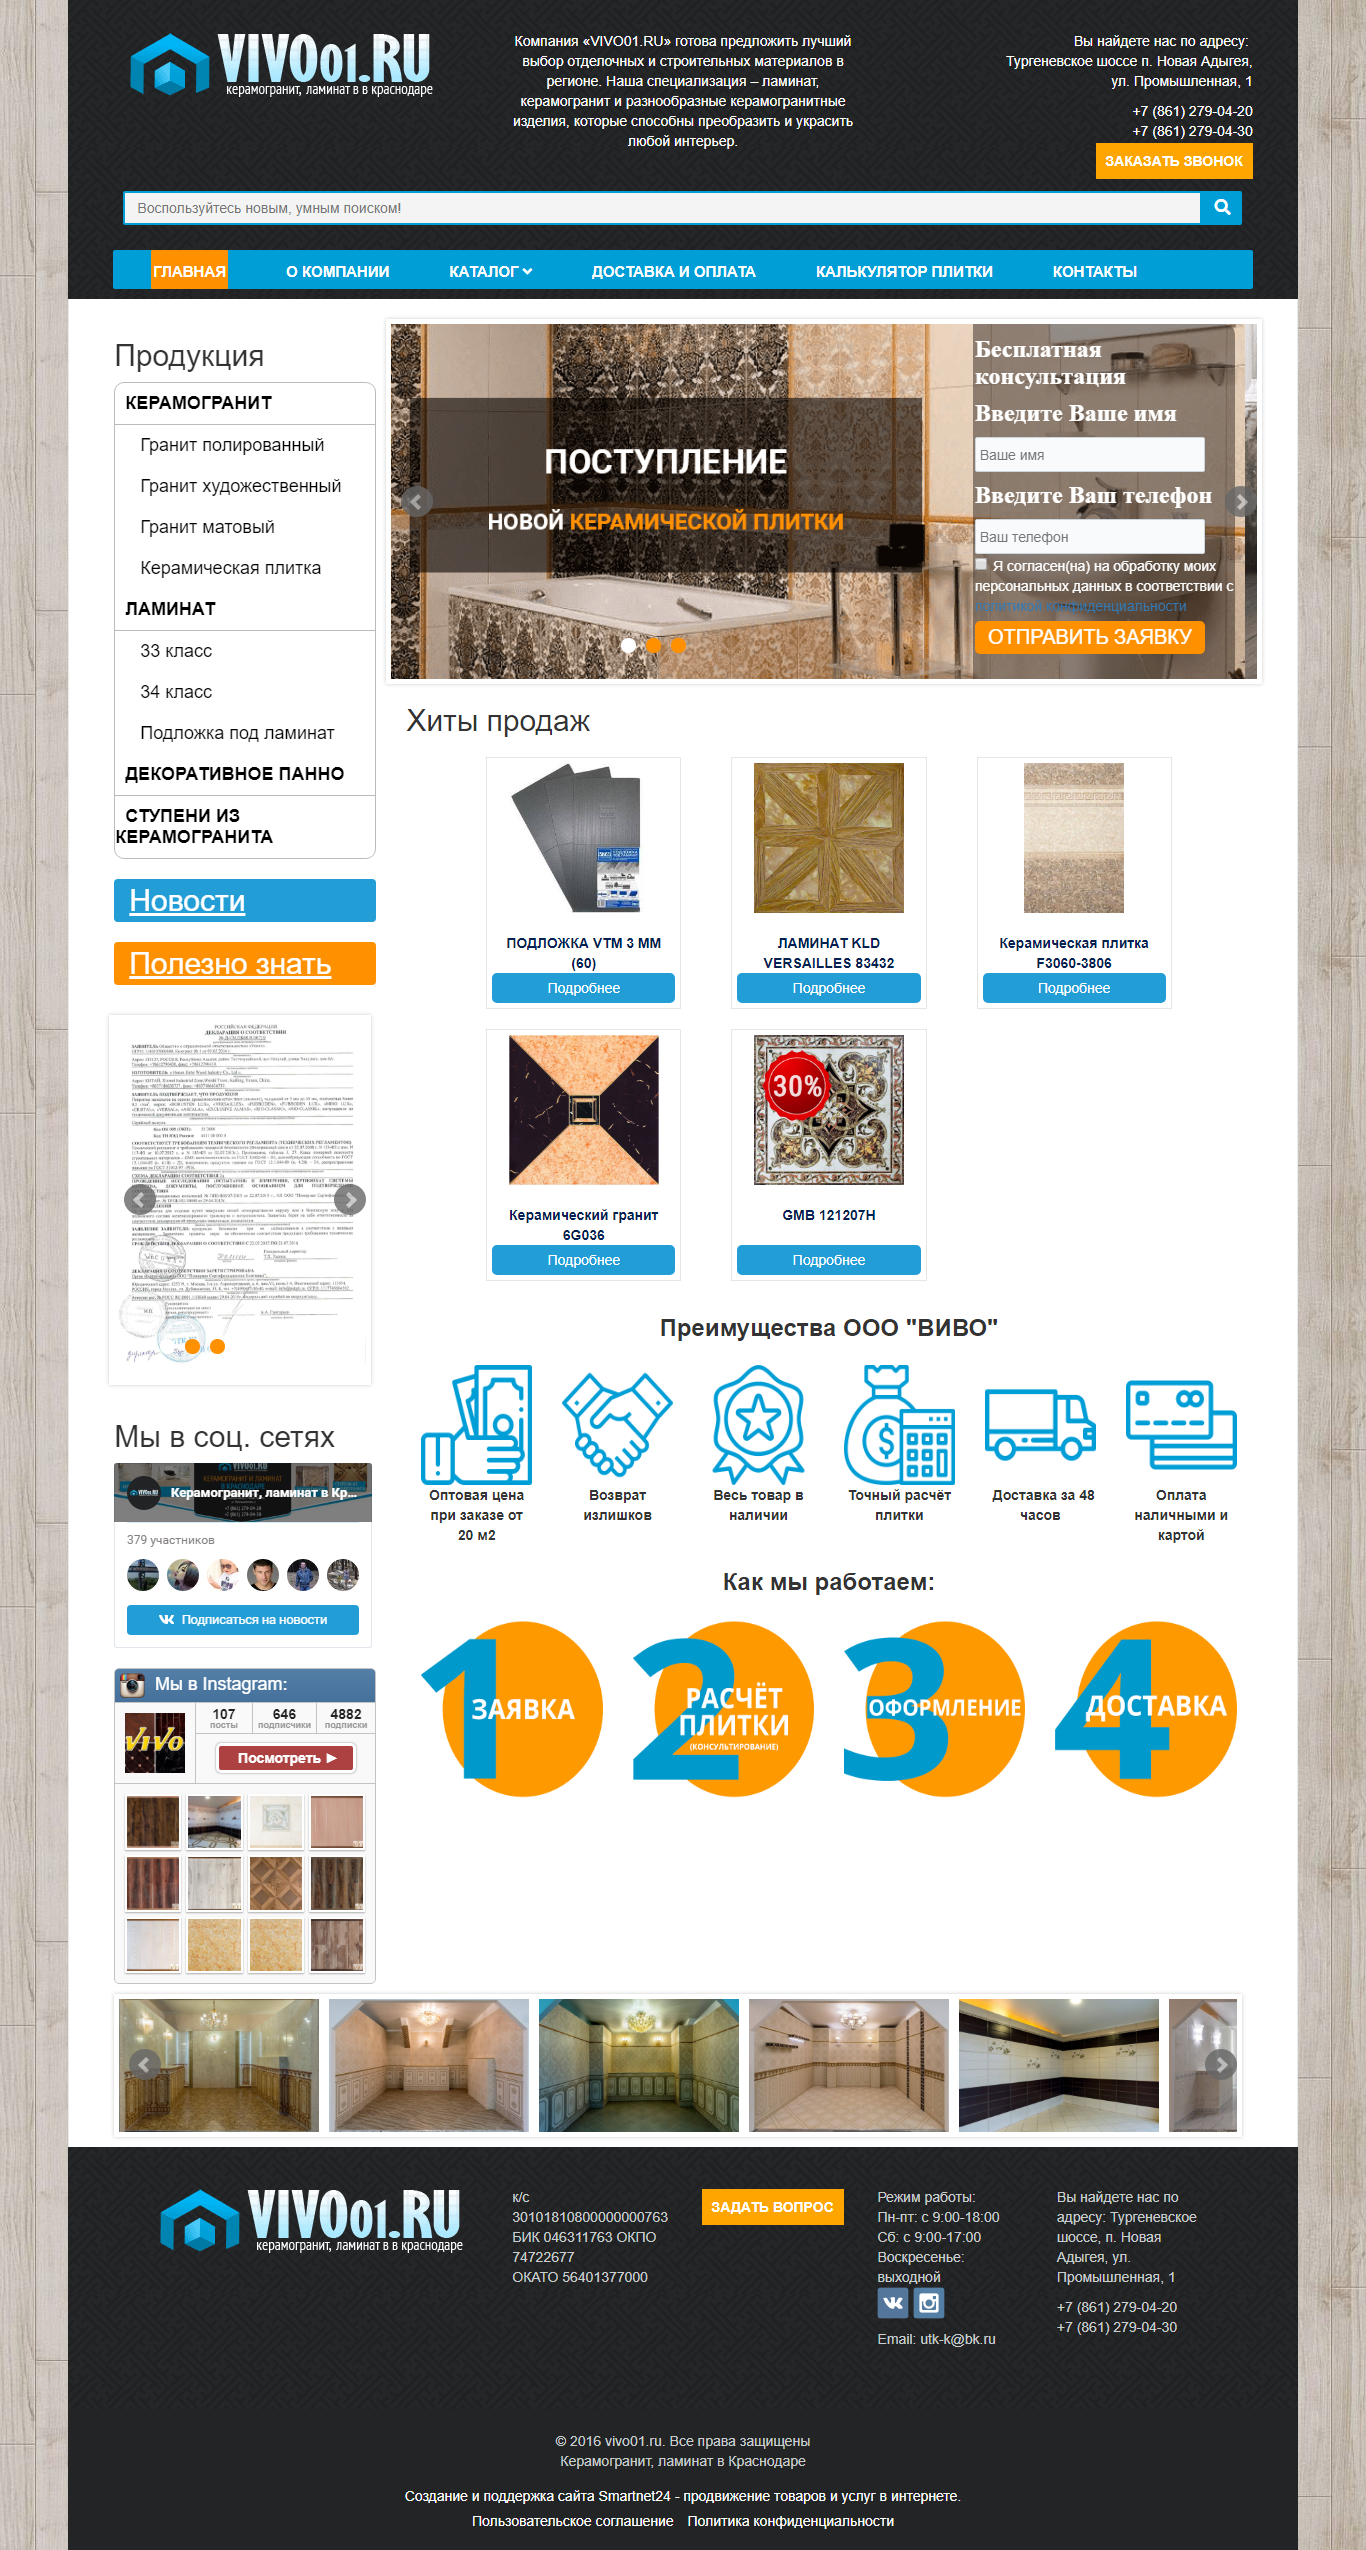 VIVO01.RU
керамогранит, ламинат в в краснодаре
Компания «VIVO01.RU» готова предложить лучший
выбор отделочных и строительных материалов в
регионе. Наша специализация – ламинат,
керамогранит и разнообразные керамогранитные
изделия, которые способны преобразить и украсить
любой интерьер.
Вы найдете нас по адресу:
Тургеневское шоссе п. Новая Адыгея,
ул. Промышленная, 1
+7 (861) 279-04-20
+7 (861) 279-04-30
ЗАКАЗАТЬ ЗВОНОК
Воспользуйтесь новым, умным поиском!
ГЛАВНАЯ
О КОМПАНИИ
КАТАЛОГ
ДОСТАВКА И ОПЛАТА
КАЛЬКУЛЯТОР ПЛИТКИ
КОНТАКТЫ
Продукция
КЕРАМОГРАНИТ
Гранит полированный
Гранит художественный
Гранит матовый
Керамическая плитка
ЛАМИНАТ
33 класс
34 класс
Подложка под ламинат
ДЕКОРАТИВНОЕ ПАННО
СТУПЕНИ ИЗ
КЕРАМОГРАНИТА
Новости
Полезно знать
ПОСТУПЛЕНИЕ
НОВОЙ КЕРАМИЧЕСКОЙ ПЛИТКИ
Бесплатная
консультация
Введите Ваше имя
Ваше имя
Введите Ваш телефон
Ваш телефон
Я согласен(на) на обработку моих
персональных данных в соответствии с
политикой конфиденциальности
ОТПРАВИТЬ ЗАЯВКУ
Хиты продаж
ПОДЛОЖКА VTM 3 ММ
(60)
Подробнее
ЛАМИНАТ KLD
VERSAILLES 83432
Подробнее
Керамическая плитка
F3060-3806
Подробнее
Керамический гранит
6G036
Подробнее
30%
GMB 121207H
Подробнее
РОССИЙСКАЯ ФЕДЕРАЦИЯ
ДЕКЛАРАЦИЯ О СООТВЕТСТВИИ
Преимущества ООО "ВИВО"
Оптовая цена
при заказе от
20 м2
Возврат
излишков
Весь товар в
наличии
Точный расчёт
плитки
Доставка за 48
часов
Оплата
наличными и
картой
Как мы работаем:
1 ЗАЯВКА
2 РАСЧЁТ
ПЛИТКИ
(КОНСУЛЬТИРОВАНИЕ)
3 ОФОРМЛЕНИЕ
4 ДОСТАВКА
Мы в соц. сетях
Керамогранит, ламинат в Кр...
379 участников
Подписаться на новости
Мы в Instagram:
ViVo
107
посты
646
подписчики
4882
подписки
Посмотреть
VIVO01.RU
керамогранит, ламинат в в краснодаре
к/с
30101810800000000763
БИК 046311763 ОКПО
74722677
ОКАТО 56401377000
ЗАДАТЬ ВОПРОС
Режим работы:
Пн-пт: с 9:00-18:00
Сб: с 9:00-17:00
Воскресенье:
выходной
Email: utk-k@bk.ru
Вы найдете нас по
адресу: Тургеневское
шоссе, п. Новая
Адыгея, ул.
Промышленная, 1
+7 (861) 279-04-20
+7 (861) 279-04-30
© 2016 vivo01.ru. Все права защищены
Керамогранит, ламинат в Краснодаре
Создание и поддержка сайта Smartnet24 - продвижение товаров и услуг в интернете.
Пользовательское соглашение Политика конфиденциальности